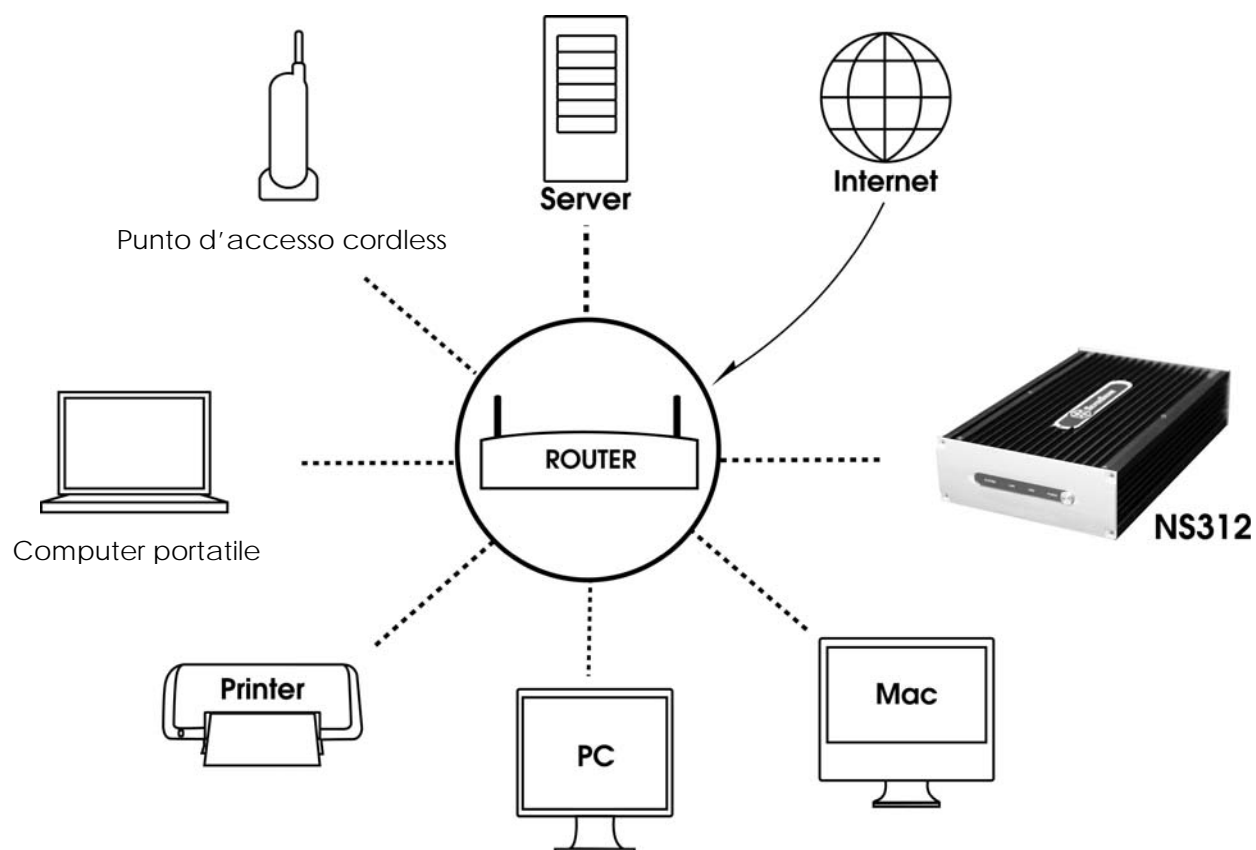 Server
Internet
Punto d'accesso cordless
ROUTER
NS312
Computer portatile
Printer
PC
Mac